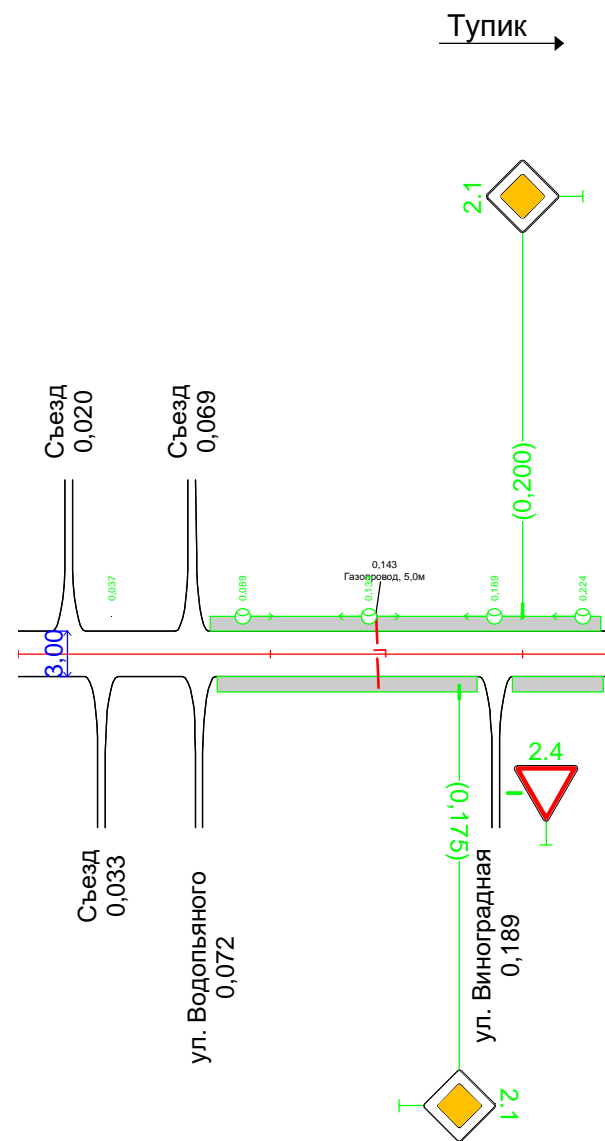 Тупик
2.1
(0,200)
Съезд
0,020
Съезд
0,069
0,037
0,089
0,143
Газопровод, 5,0м
0,189
0,224
3,00
2.4
(0,175)
Съезд
0,033
ул. Водопьяного
0,072
ул. Виноградная
0,189
2.1